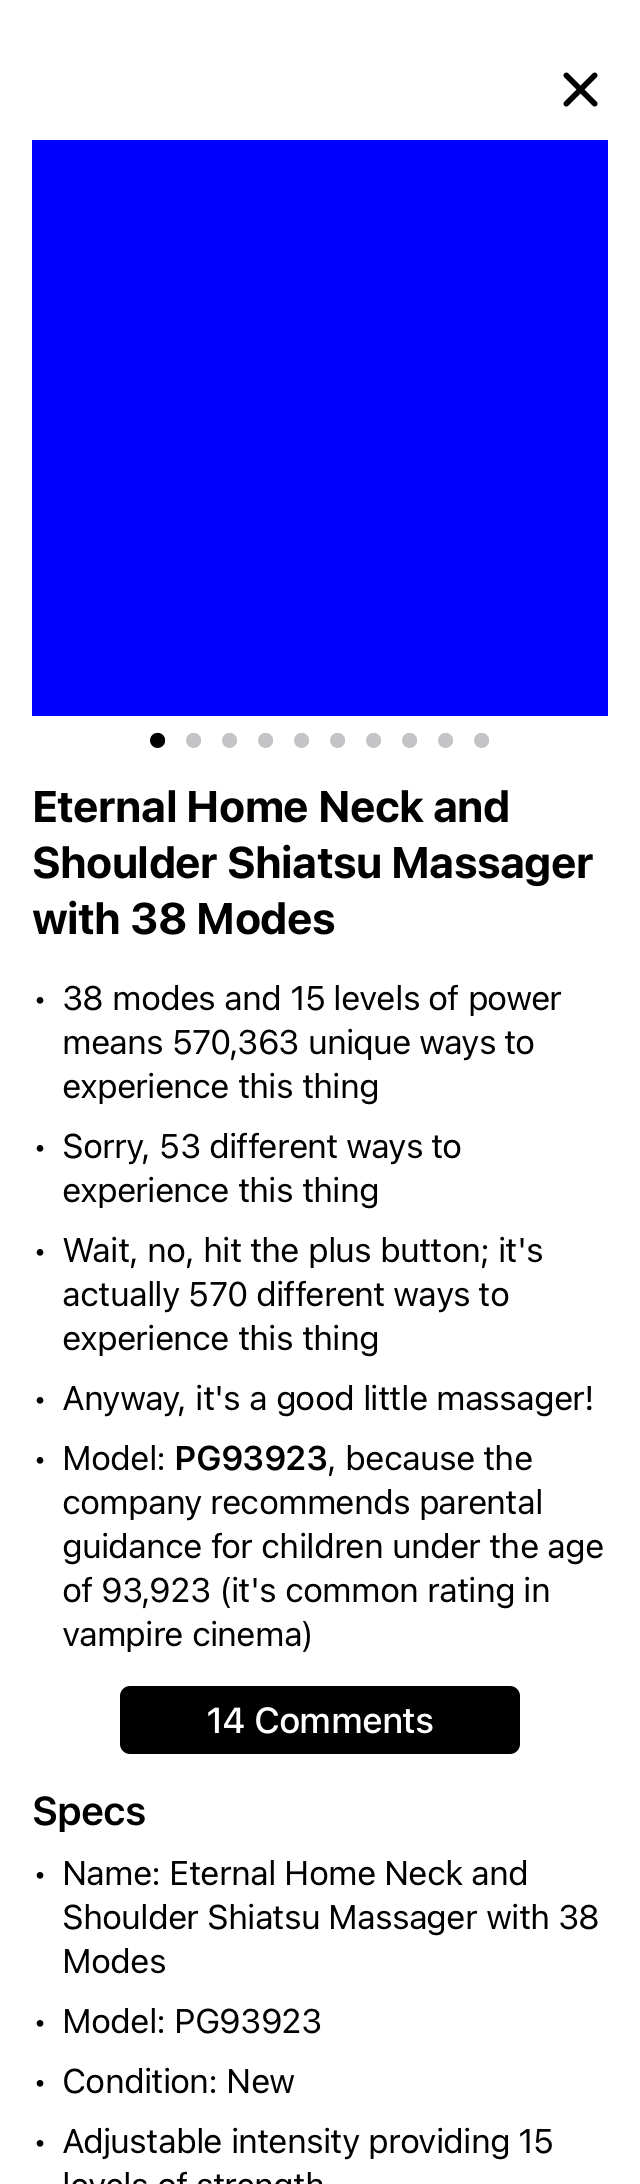 Eternal Home Neck and
Shoulder Shiatsu Massager
with 38 Modes
• 38 modes and 15 levels of power
means 570,363 unique ways to
experience this thing
• Sorry, 53 different ways to
experience this thing
• Wait, no, hit the plus button; it's
actually 570 different ways to
experience this thing
• Anyway, it's a good little massager!
• Model: PG93923, because the
company recommends parental
guidance for children under the age
of 93,923 (it's common rating in
vampire cinema)
14 Comments
Specs
• Name: Eternal Home Neck and
Shoulder Shiatsu Massager with 38
Modes
• Model: PG93923
• Condition: New
• Adjustable intensity providing 15
levels of strength